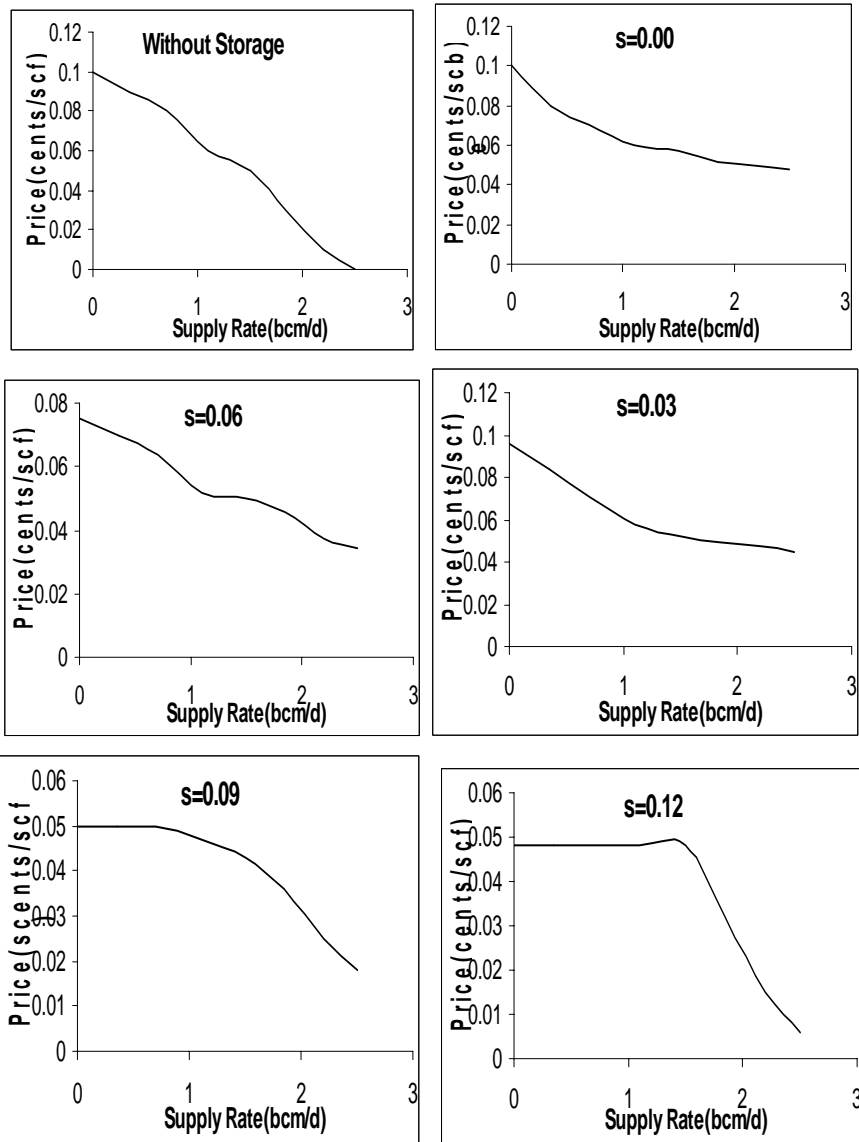 Without Storage
Price(cents/scf)
0.12
0.1
0.08
0.06
0.04
0.02
0
0 1 2 3
Supply Rate(bcm/d)
s=0.00
Price(cents/scb)
e
0.12
0.1
0.08
0.06
0.04
0.02
0
0 1 2 3
Supply Rate(bcm/d)
s=0.06
Price(cents/scf)
0.08
0.06
0.04
0.02
0
0 1 2 3
Supply Rate(bcm/d)
s=0.03
Price(cents/scf)
0.12
0.1
0.08
0.06
0.04
0.02
0
0 1 2 3
Supply Rate(bcm/d)
s=0.09
Price(scents/scf
)
0.06
0.05
0.04
0.03
0.02
0.01
0
0 1 2 3
Supply Rate(bcm/d)
s=0.12
Price(cents/scf)
0.06
0.05
0.04
0.03
0.02
0.01
0
0 1 2 3
Supply Rate(bcm/d)